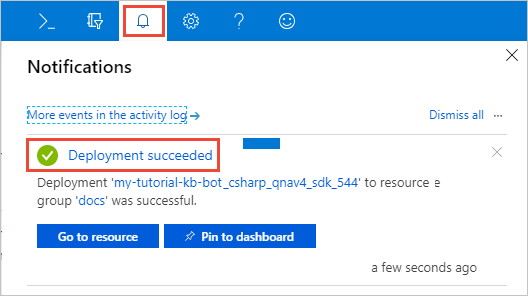 Notifications
More events in the activity log → Dismiss all ...
Deployment succeeded
Deployment 'my-tutorial-kb-bot_csharp_qnav4_sdk_544' to resource e
group 'docs' was successful.
Go to resource Pin to dashboard
a few seconds ago